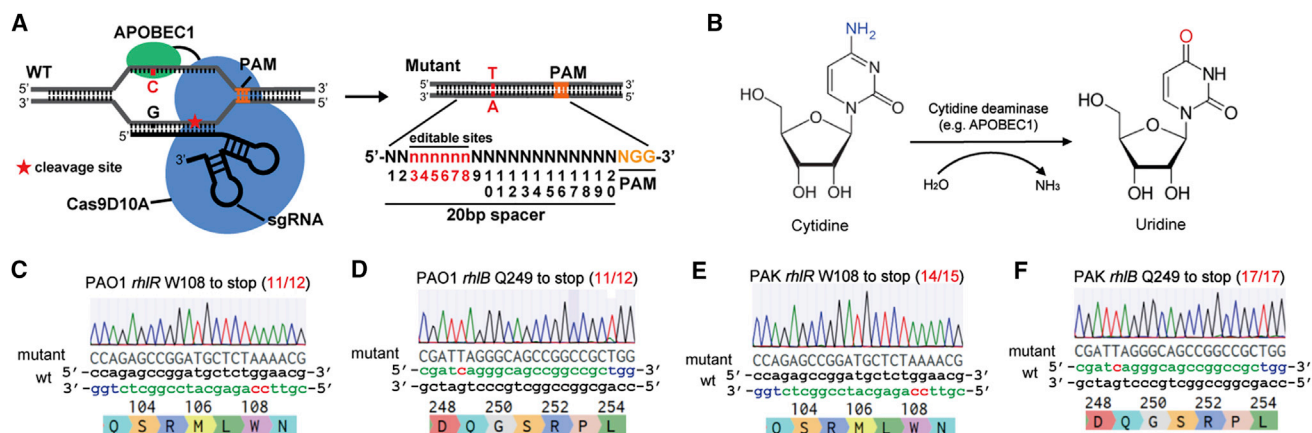 A
APOBEC1
WT
PAM
5'
3'
C
G
3'
5'
5'
3'
cleavage site
Cas9D10A
sgRNA
Mutant
T
PAM
5'
3'
3'
5'
A
editable sites
5'-NNnnnnnnNNNNNNNNNNNNNGG-3'
1 2 3 4 5 6 7 8 9 1 1 1 1 1 1 1 1 1 1 2
0 1 2 3 4 5 6 7 8 9 0
PAM
20bp spacer
B
NH2
N
N
O
HO
O
OH OH
Cytidine
Cytidine deaminase
(e.g. APOBEC1)
H2O
NH3
O
NH
N
O
HO
O
OH OH
Uridine
C
PAO1 rhlR W108 to stop (11/12)
mutant CCAGAGCCGGATGCTCTAAAACG
wt 5'-ccagagccggatgctctggaacg-3'
3'-ggtctcggcctacgagaccttgc-5'
104 106 108
Q S R M L W N
D
PAO1 rhlB Q249 to stop (11/12)
mutant CGATTAGGGCAGCCGGCCGCTGG
wt 5'-cgatcagggcagccggccgctgg-3'
3'-gctagtcccgtcggccggcgacc-5'
248 250 252 254
D Q G S R P L
E
PAK rhlR W108 to stop (14/15)
mutant CCAGAGCCGGATGCTCTAAAACG
wt 5'-ccagagccggatgctctggaacg-3'
3'-ggtctcggcctacgagaccttgc-5'
104 106 108
Q S R M L W N
F
PAK rhlB Q249 to stop (17/17)
mutant CGATTAGGGCAGCCGGCCGCTGG
wt 5'-cgatcagggcagccggccgctgg-3'
3'-gctagtcccgtcggccggcgacc-5'
248 250 252 254
D Q G S R P L